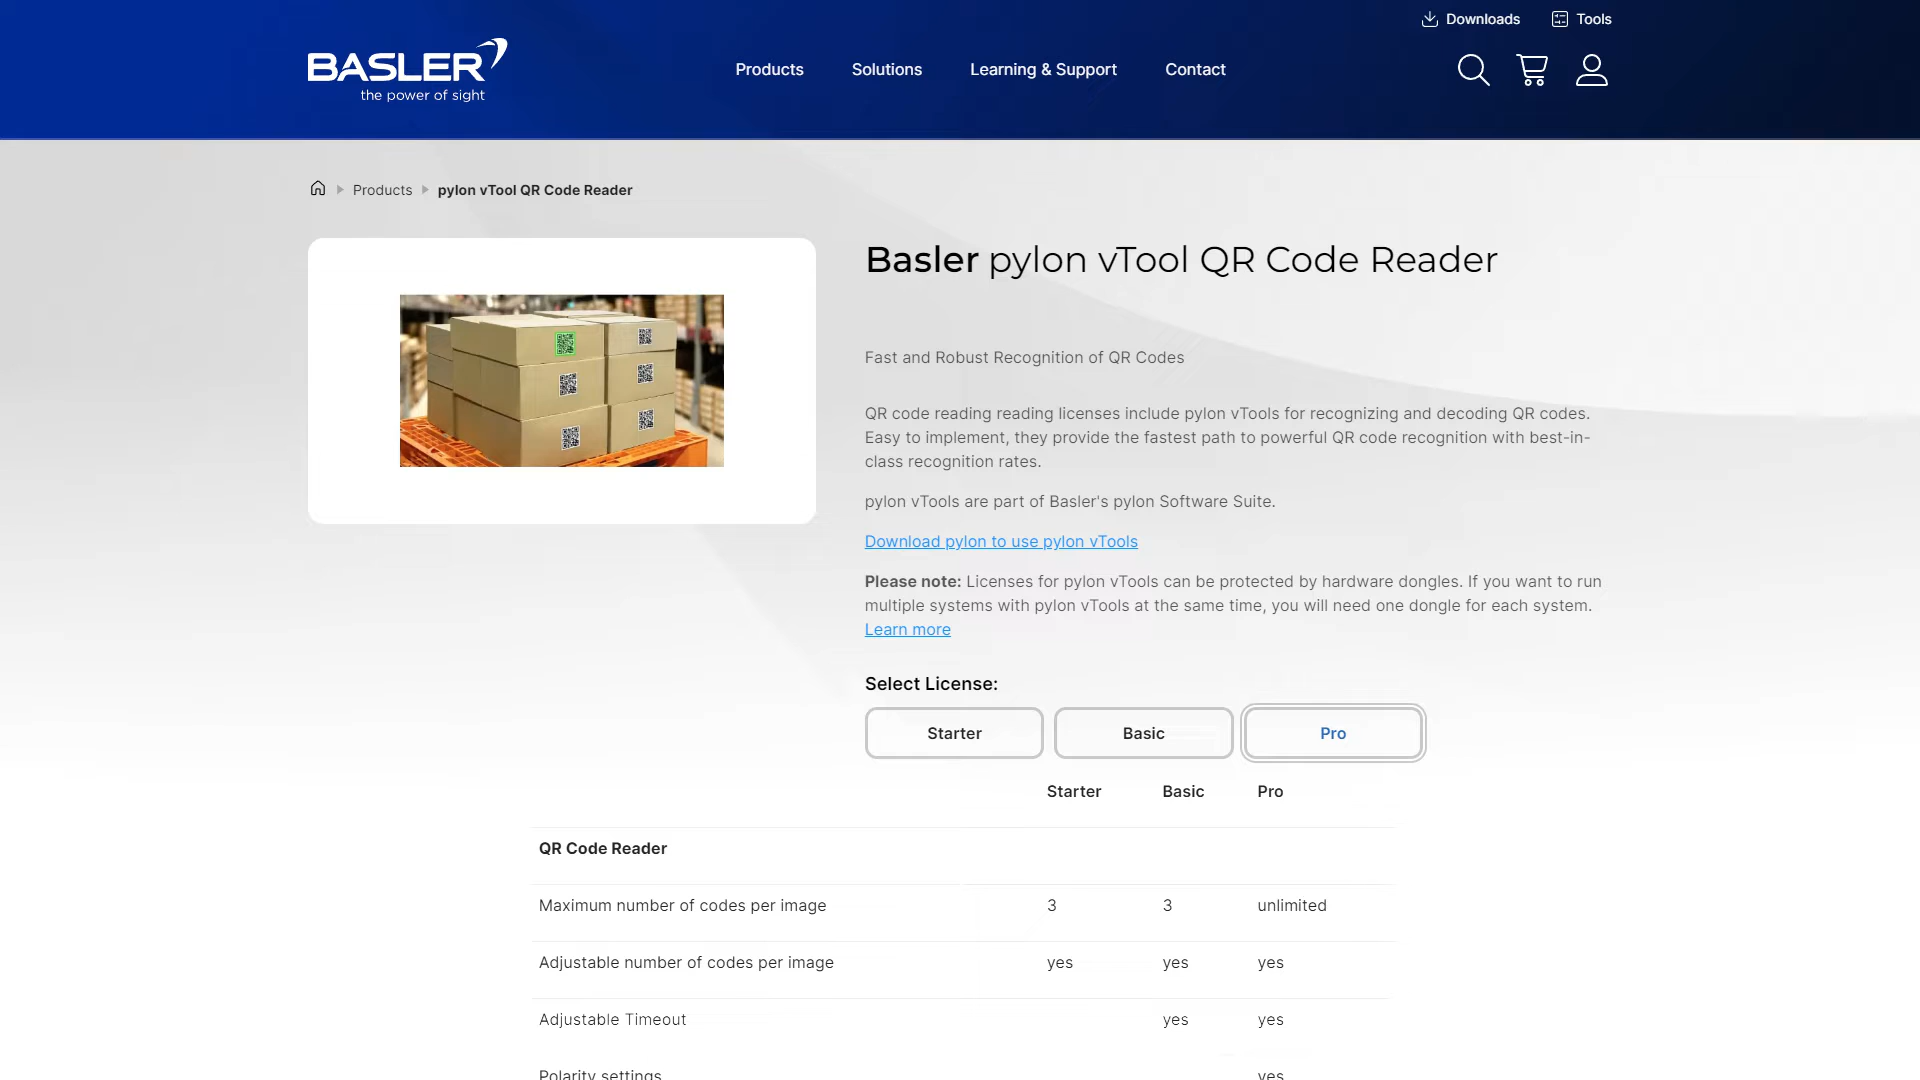 Downloads
Tools
BASLER
the power of sight
Products
Solutions
Learning & Support
Contact
Products
pylon vTool QR Code Reader
Basler pylon vTool QR Code Reader
Fast and Robust Recognition of QR Codes
QR code reading reading licenses include pylon vTools for recognizing and decoding QR codes.
Easy to implement, they provide the fastest path to powerful QR code recognition with best-in-
class recognition rates.
pylon vTools are part of Basler's pylon Software Suite.
Download pylon to use pylon vTools
Please note: Licenses for pylon vTools can be protected by hardware dongles. If you want to run
multiple systems with pylon vTools at the same time, you will need one dongle for each system.
Learn more
Select License:
Starter
Basic
Pro
Starter Basic Pro
QR Code Reader
Maximum number of codes per image 3 3 unlimited
Adjustable number of codes per image yes yes yes
Adjustable Timeout yes yes
Polarity settings yes